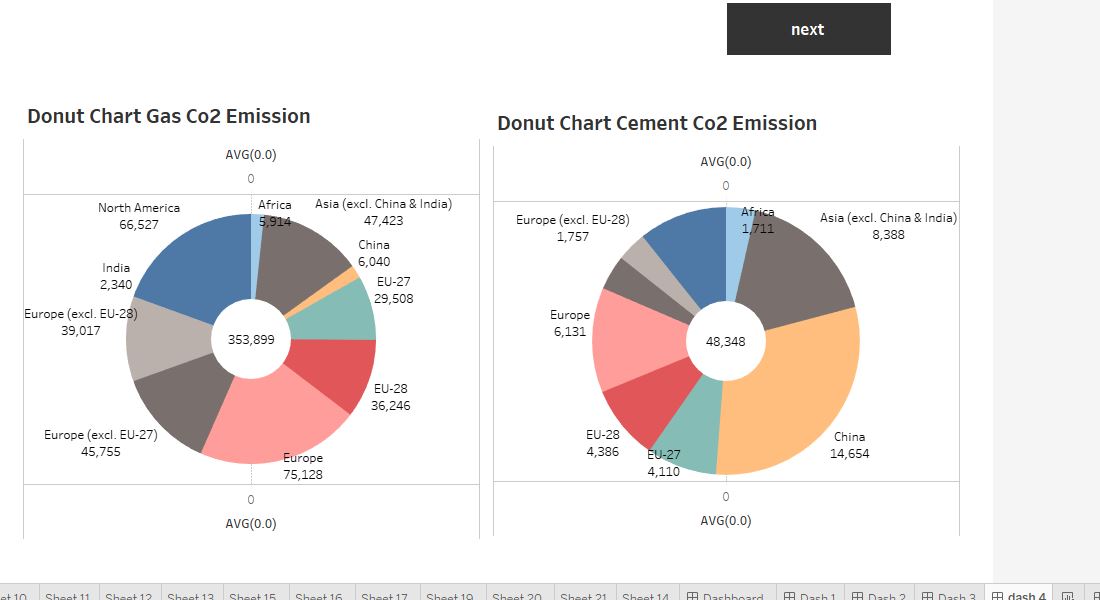 next
Donut Chart Gas Co2 Emission
AVG(0.0)
0
North America
66,527
Africa
5,914
Asia (excl. China & India)
47,423
China
6,040
India
2,340
EU-27
29,508
Europe (excl. EU-28)
39,017
353,899
EU-28
36,246
Europe (excl. EU-27)
45,755
Europe
75,128
0
AVG(0.0)
Donut Chart Cement Co2 Emission
AVG(0.0)
0
Europe (excl. EU-28)
1,757
Africa
1,711
Asia (excl. China & India)
8,388
Europe
6,131
48,348
EU-28
4,386
EU-27
4,110
China
14,654
0
AVG(0.0)
Sheet 11 Sheet 12 Sheet 13 Sheet 15 Sheet 16 Sheet 17 Sheet 19 Sheet 20 Sheet 21 Sheet 14 Dashboard Dash 1 Dash 2 Dash 3 dash 4